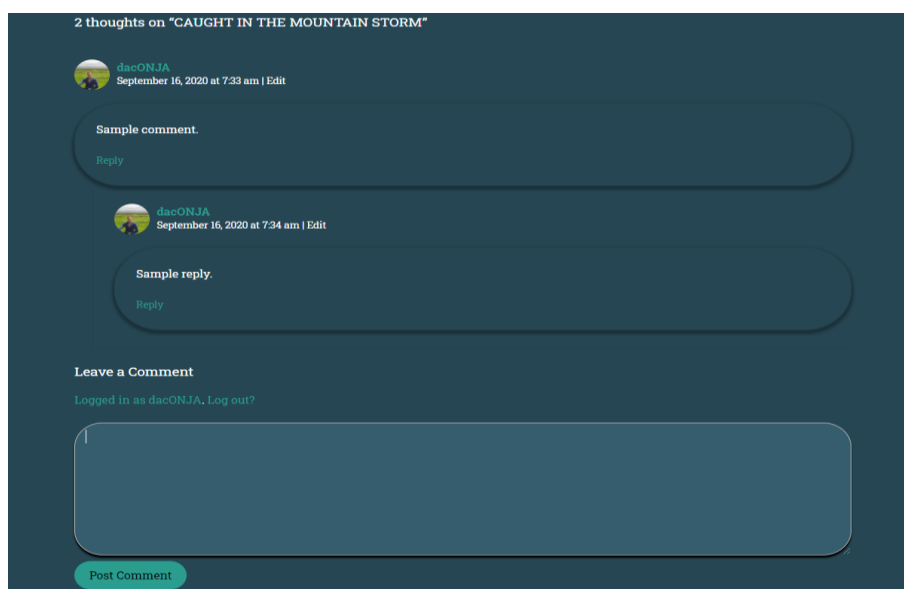 2 thoughts on “CAUGHT IN THE MOUNTAIN STORM”
dacONJA
September 16, 2020 at 7:33 am | Edit
Sample comment.
Reply
dacONJA
September 16, 2020 at 7:34 am | Edit
Sample reply.
Reply
Leave a Comment
Logged in as dacONJA. Log out?
Post Comment